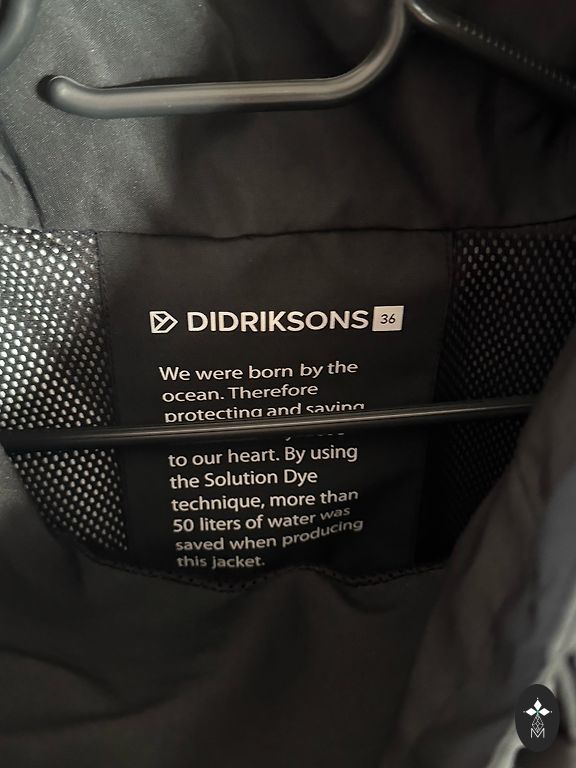 DIDRIKSONS 36
We were born by the
ocean. Therefore
protecting and saving
to our heart. By using
the Solution Dye
technique, more than
50 liters of water was
saved when producing
this jacket.
M